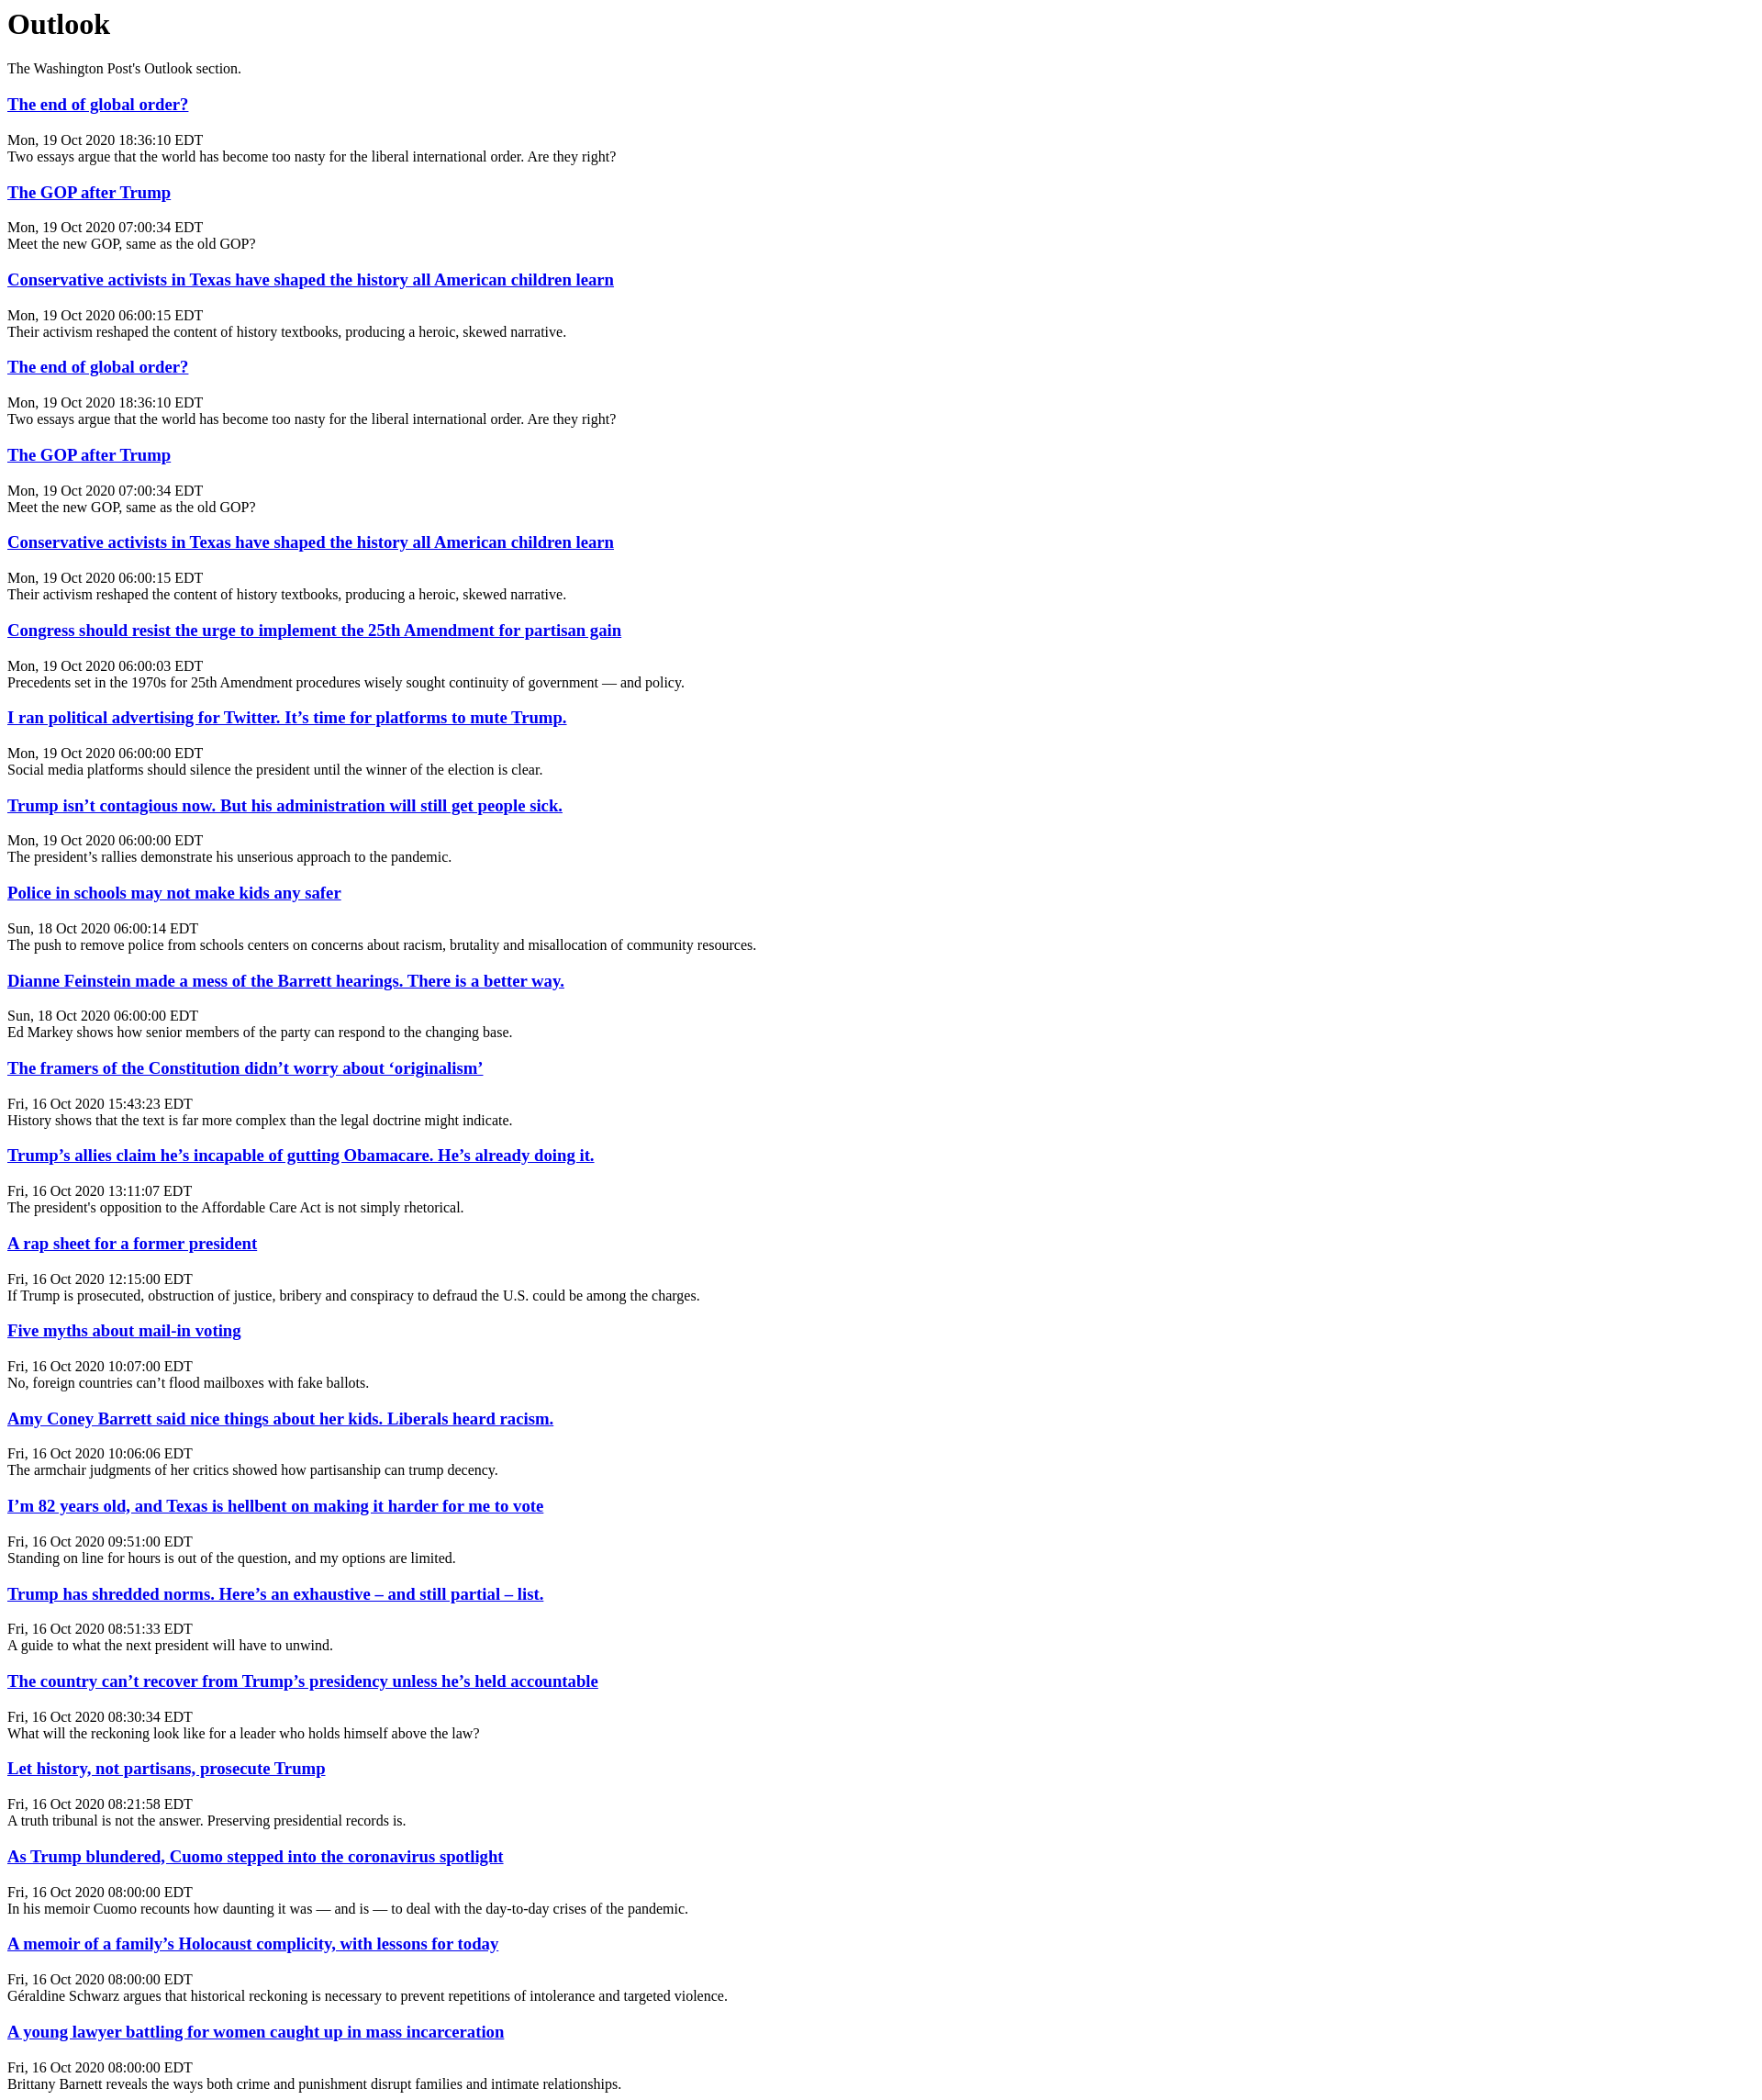 Outlook
The Washington Post's Outlook section.
The end of global order?
Mon, 19 Oct 2020 18:36:10 EDT
Two essays argue that the world has become too nasty for the liberal international order. Are they right?
The GOP after Trump
Mon, 19 Oct 2020 07:00:34 EDT
Meet the new GOP, same as the old GOP?
Conservative activists in Texas have shaped the history all American children learn
Mon, 19 Oct 2020 06:00:15 EDT
Their activism reshaped the content of history textbooks, producing a heroic, skewed narrative.
The end of global order?
Mon, 19 Oct 2020 18:36:10 EDT
Two essays argue that the world has become too nasty for the liberal international order. Are they right?
The GOP after Trump
Mon, 19 Oct 2020 07:00:34 EDT
Meet the new GOP, same as the old GOP?
Conservative activists in Texas have shaped the history all American children learn
Mon, 19 Oct 2020 06:00:15 EDT
Their activism reshaped the content of history textbooks, producing a heroic, skewed narrative.
Congress should resist the urge to implement the 25th Amendment for partisan gain
Mon, 19 Oct 2020 06:00:03 EDT
Precedents set in the 1970s for 25th Amendment procedures wisely sought continuity of government — and policy.
I ran political advertising for Twitter. It’s time for platforms to mute Trump.
Mon, 19 Oct 2020 06:00:00 EDT
Social media platforms should silence the president until the winner of the election is clear.
Trump isn’t contagious now. But his administration will still get people sick.
Mon, 19 Oct 2020 06:00:00 EDT
The president’s rallies demonstrate his unserious approach to the pandemic.
Police in schools may not make kids any safer
Sun, 18 Oct 2020 06:00:14 EDT
The push to remove police from schools centers on concerns about racism, brutality and misallocation of community resources.
Dianne Feinstein made a mess of the Barrett hearings. There is a better way.
Sun, 18 Oct 2020 06:00:00 EDT
Ed Markey shows how senior members of the party can respond to the changing base.
The framers of the Constitution didn’t worry about ‘originalism’
Fri, 16 Oct 2020 15:43:23 EDT
History shows that the text is far more complex than the legal doctrine might indicate.
Trump’s allies claim he’s incapable of gutting Obamacare. He’s already doing it.
Fri, 16 Oct 2020 13:11:07 EDT
The president's opposition to the Affordable Care Act is not simply rhetorical.
A rap sheet for a former president
Fri, 16 Oct 2020 12:15:00 EDT
If Trump is prosecuted, obstruction of justice, bribery and conspiracy to defraud the U.S. could be among the charges.
Five myths about mail-in voting
Fri, 16 Oct 2020 10:07:00 EDT
No, foreign countries can’t flood mailboxes with fake ballots.
Amy Coney Barrett said nice things about her kids. Liberals heard racism.
Fri, 16 Oct 2020 10:06:06 EDT
The armchair judgments of her critics showed how partisanship can trump decency.
I’m 82 years old, and Texas is hellbent on making it harder for me to vote
Fri, 16 Oct 2020 09:51:00 EDT
Standing on line for hours is out of the question, and my options are limited.
Trump has shredded norms. Here’s an exhaustive – and still partial – list.
Fri, 16 Oct 2020 08:51:33 EDT
A guide to what the next president will have to unwind.
The country can’t recover from Trump’s presidency unless he’s held accountable
Fri, 16 Oct 2020 08:30:34 EDT
What will the reckoning look like for a leader who holds himself above the law?
Let history, not partisans, prosecute Trump
Fri, 16 Oct 2020 08:21:58 EDT
A truth tribunal is not the answer. Preserving presidential records is.
As Trump blundered, Cuomo stepped into the coronavirus spotlight
Fri, 16 Oct 2020 08:00:00 EDT
In his memoir Cuomo recounts how daunting it was — and is — to deal with the day-to-day crises of the pandemic.
A memoir of a family’s Holocaust complicity, with lessons for today
Fri, 16 Oct 2020 08:00:00 EDT
Géraldine Schwarz argues that historical reckoning is necessary to prevent repetitions of intolerance and targeted violence.
A young lawyer battling for women caught up in mass incarceration
Fri, 16 Oct 2020 08:00:00 EDT
Brittany Barnett reveals the ways both crime and punishment disrupt families and intimate relationships.